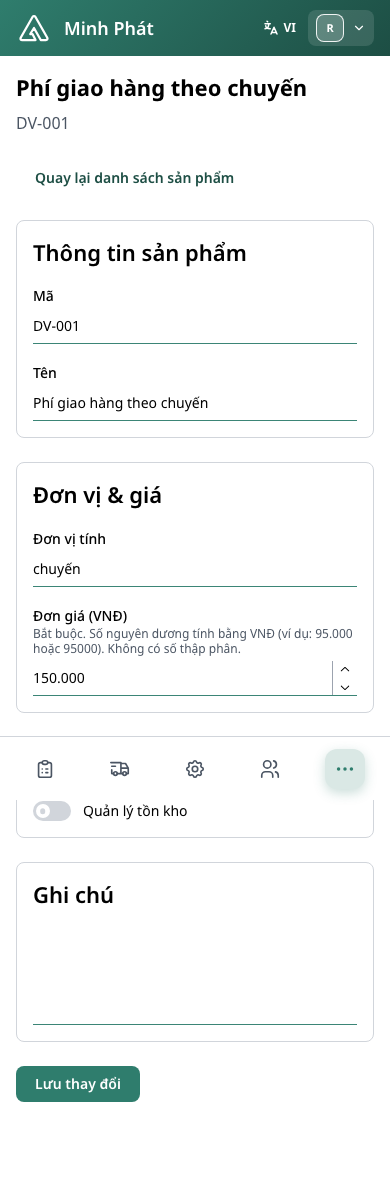 Minh Phát
VI
R
Phí giao hàng theo chuyến
DV-001
Quay lại danh sách sản phẩm
Thông tin sản phẩm
Mã
DV-001
Tên
Phí giao hàng theo chuyến
Đơn vị & giá
Đơn vị tính
chuyến
Đơn giá (VNĐ)
Bắt buộc. Số nguyên dương tính bằng VNĐ (ví dụ: 95.000
hoặc 95000). Không có số thập phân.
150.000
Quản lý tồn kho
Ghi chú
Lưu thay đổi